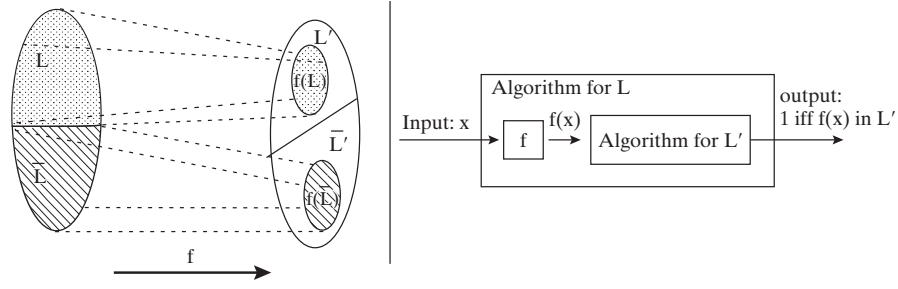 L
L̅
L′
f(L)
L̅′
f(L̅)
f
Algorithm for L
Input: x
f
f(x)
Algorithm for L′
output:
1 iff f(x) in L′